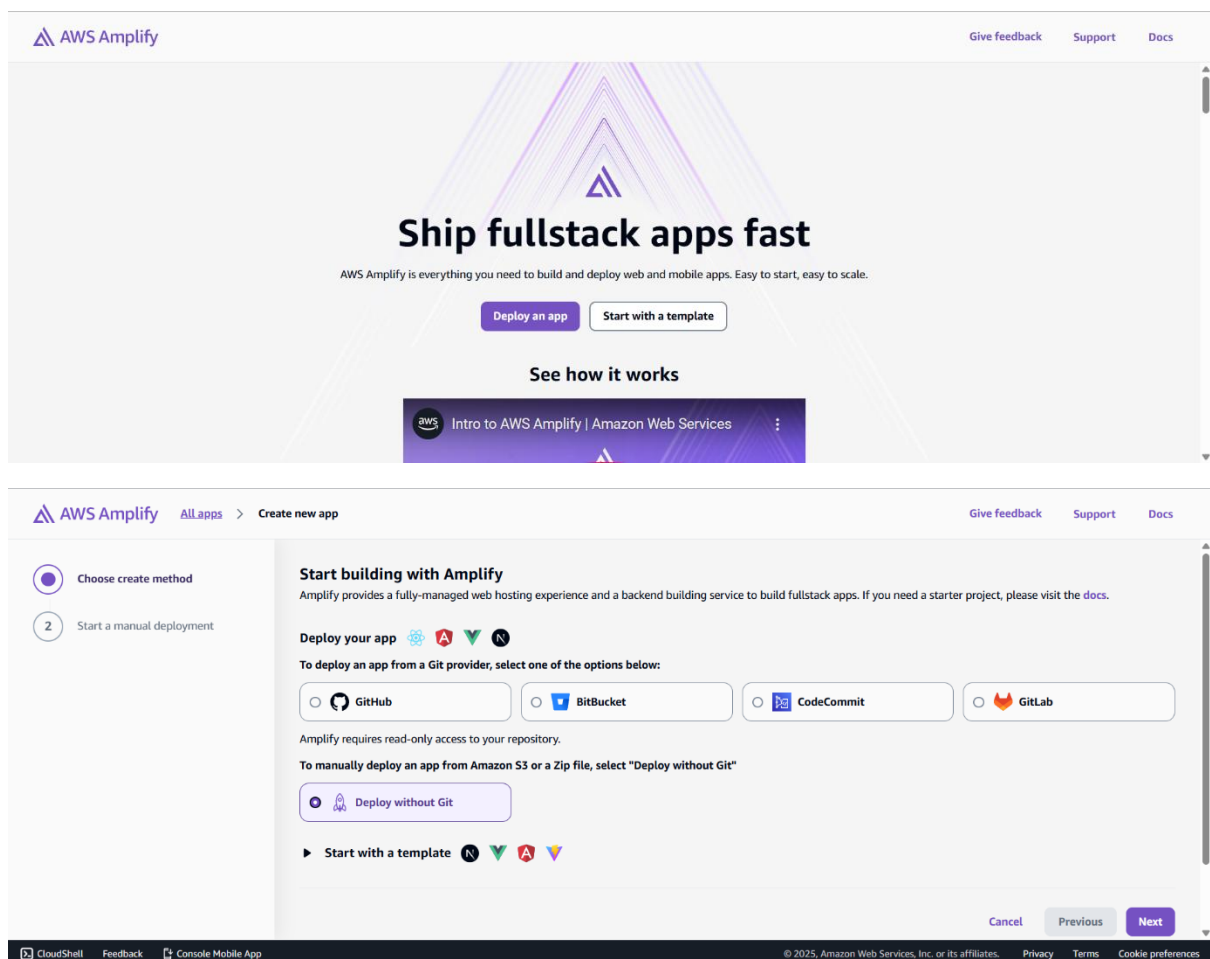 AWS Amplify Give feedback Support Docs
Ship fullstack apps fast
AWS Amplify is everything you need to build and deploy web and mobile apps. Easy to start, easy to scale.
Deploy an app Start with a template
See how it works
aws Intro to AWS Amplify | Amazon Web Services
AWS Amplify All apps > Create new app Give feedback Support Docs
Choose create method
2 Start a manual deployment
Start building with Amplify
Amplify provides a fully-managed web hosting experience and a backend building service to build fullstack apps. If you need a starter project, please visit the docs.
Deploy your app
To deploy an app from a Git provider, select one of the options below:
GitHub BitBucket CodeCommit GitLab
Amplify requires read-only access to your repository.
To manually deploy an app from Amazon S3 or a Zip file, select "Deploy without Git"
Deploy without Git
Start with a template
Cancel Previous Next
CloudShell Feedback Console Mobile App © 2025, Amazon Web Services, Inc. or its affiliates. Privacy Terms Cookie preferences